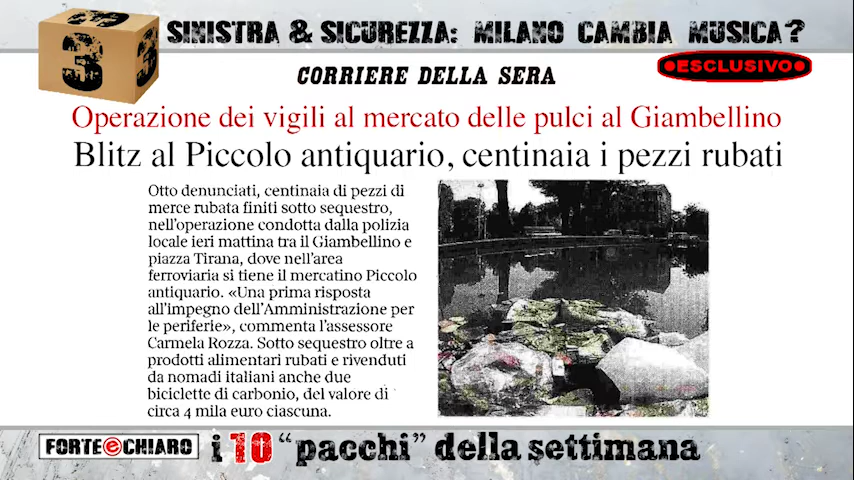 3 3 3
SINISTRA & SICUREZZA: MILANO CAMBIA MUSICA?
•ESCLUSIVO•
CORRIERE DELLA SERA
Operazione dei vigili al mercato delle pulci al Giambellino
Blitz al Piccolo antiquario, centinaia i pezzi rubati
Otto denunciati, centinaia di pezzi di
merce rubata finiti sotto sequestro,
nell'operazione condotta dalla polizia
locale ieri mattina tra il Giambellino e
piazza Tirana, dove nell'area
ferroviaria si tiene il mercatino Piccolo
antiquario. «Una prima risposta
all'impegno dell'Amministrazione per
le periferie», commenta l'assessore
Carmela Rozza. Sotto sequestro oltre a
prodotti alimentari rubati e rivenduti
da nomadi italiani anche due
biciclette di carbonio, del valore di
circa 4 mila euro ciascuna.
FORTE e CHIARO i 10 “pacchi” della settimana